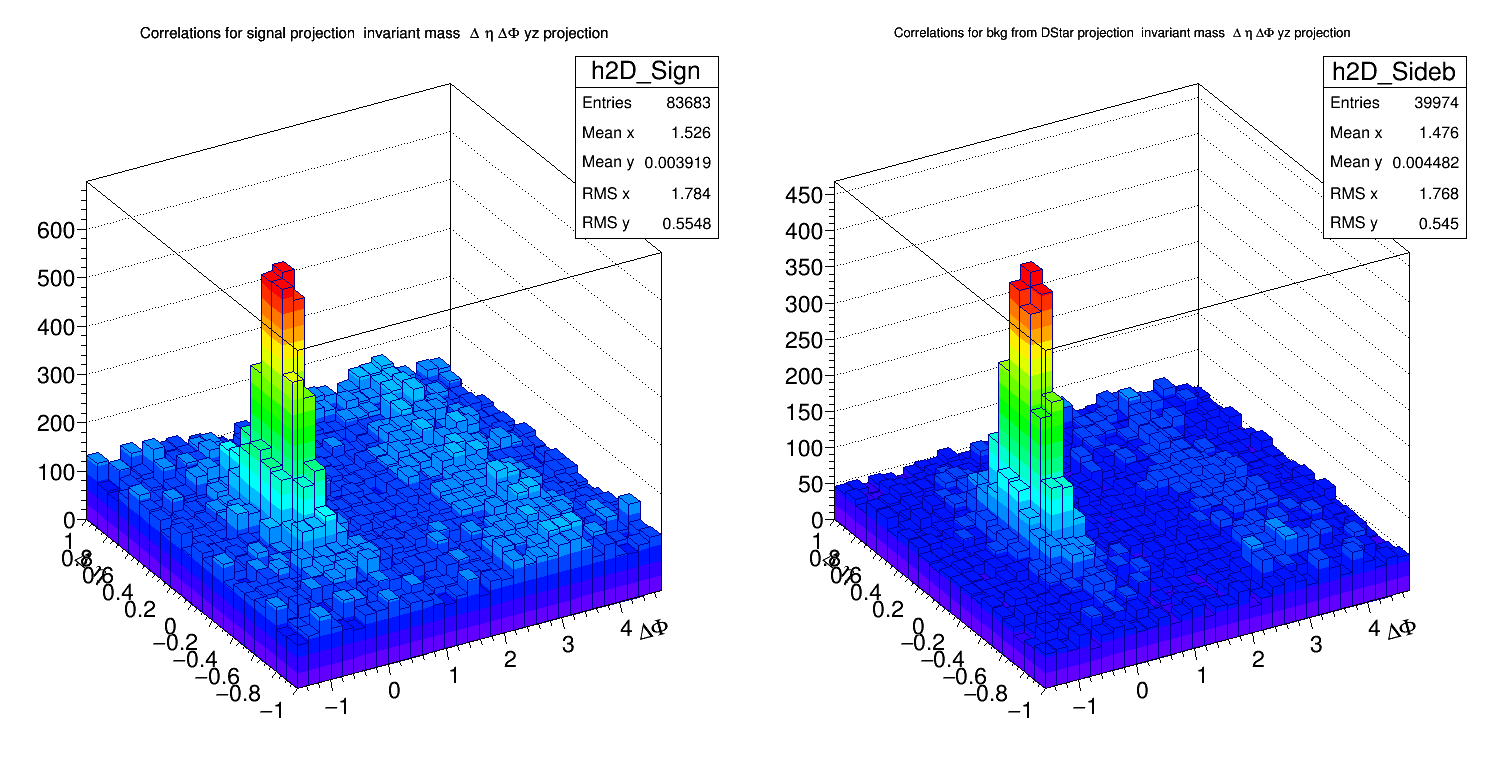 Correlations for signal projection invariant mass Δ η ΔΦ yz projection
h2D_Sign
Entries 83683
Mean x 1.526
Mean y 0.003919
RMS x 1.784
RMS y 0.5548
600
500
400
300
200
100
0
1
0.8
Δ η
0.6
0.4
0.2
0
−0.2
−0.4
−0.6
−0.8
−1
−1
0
1
2
3
4
ΔΦ
Correlations for bkg from DStar projection invariant mass Δ η ΔΦ yz projection
h2D_Sideb
Entries 39974
Mean x 1.476
Mean y 0.004482
RMS x 1.768
RMS y 0.545
450
400
350
300
250
200
150
100
50
0
1
0.8
Δ η
0.6
0.4
0.2
0
−0.2
−0.4
−0.6
−0.8
−1
−1
0
1
2
3
4
ΔΦ